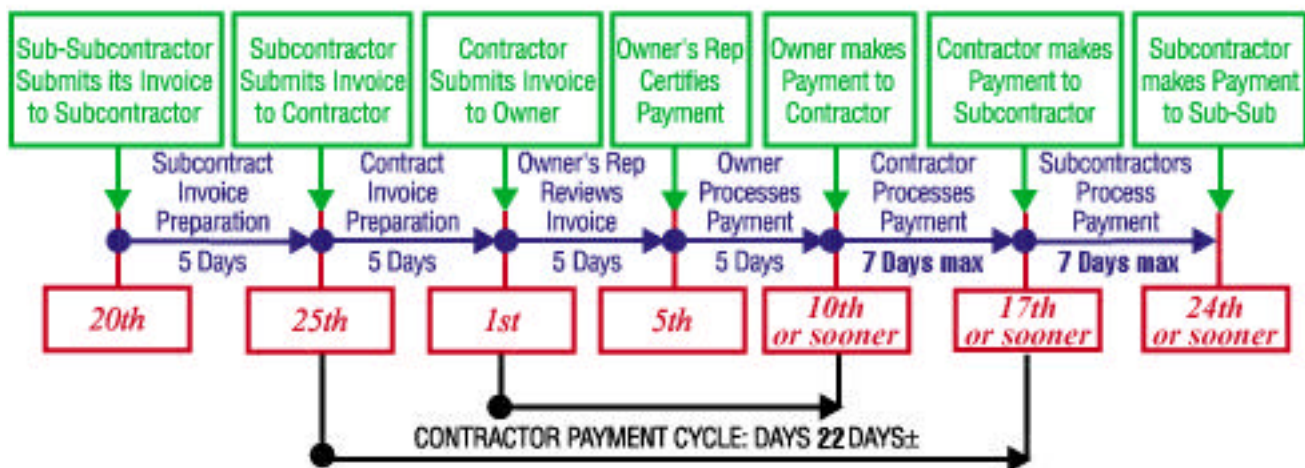 Sub-Subcontractor
Submits its Invoice
to Subcontractor
Subcontractor
Submits Invoice
to Contractor
Contractor
Submits Invoice
to Owner
Owner's Rep
Certifies
Payment
Owner makes
Payment to
Contractor
Contractor makes
Payment to
Subcontractor
Subcontractor
makes Payment
to Sub-Sub
Subcontract
Invoice
Preparation
5 Days
Contract
Invoice
Preparation
5 Days
Owner's Rep
Reviews
Invoice
5 Days
Owner
Processes
Payment
5 Days
Contractor
Processes
Payment
7 Days max
Subcontractors
Process
Payment
7 Days max
20th
25th
1st
5th
10th
or sooner
17th
or sooner
24th
or sooner
CONTRACTOR PAYMENT CYCLE: DAYS 22 DAYS±